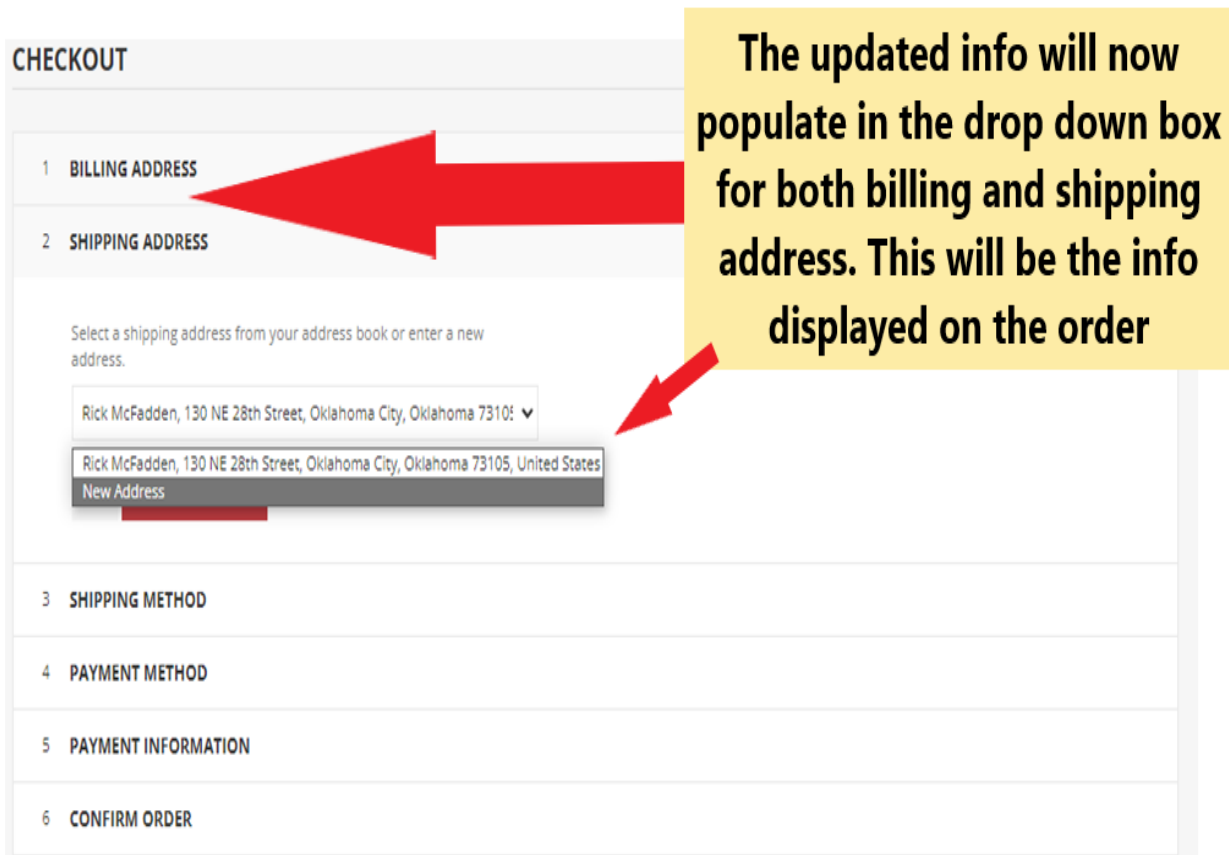 CHECKOUT
The updated info will now
populate in the drop down box
for both billing and shipping
address. This will be the info
displayed on the order
1 BILLING ADDRESS
2 SHIPPING ADDRESS
Select a shipping address from your address book or enter a new
address.
Rick McFadden, 130 NE 28th Street, Oklahoma City, Oklahoma 7310
Rick McFadden, 130 NE 28th Street, Oklahoma City, Oklahoma 73105, United States
New Address
3 SHIPPING METHOD
4 PAYMENT METHOD
5 PAYMENT INFORMATION
6 CONFIRM ORDER